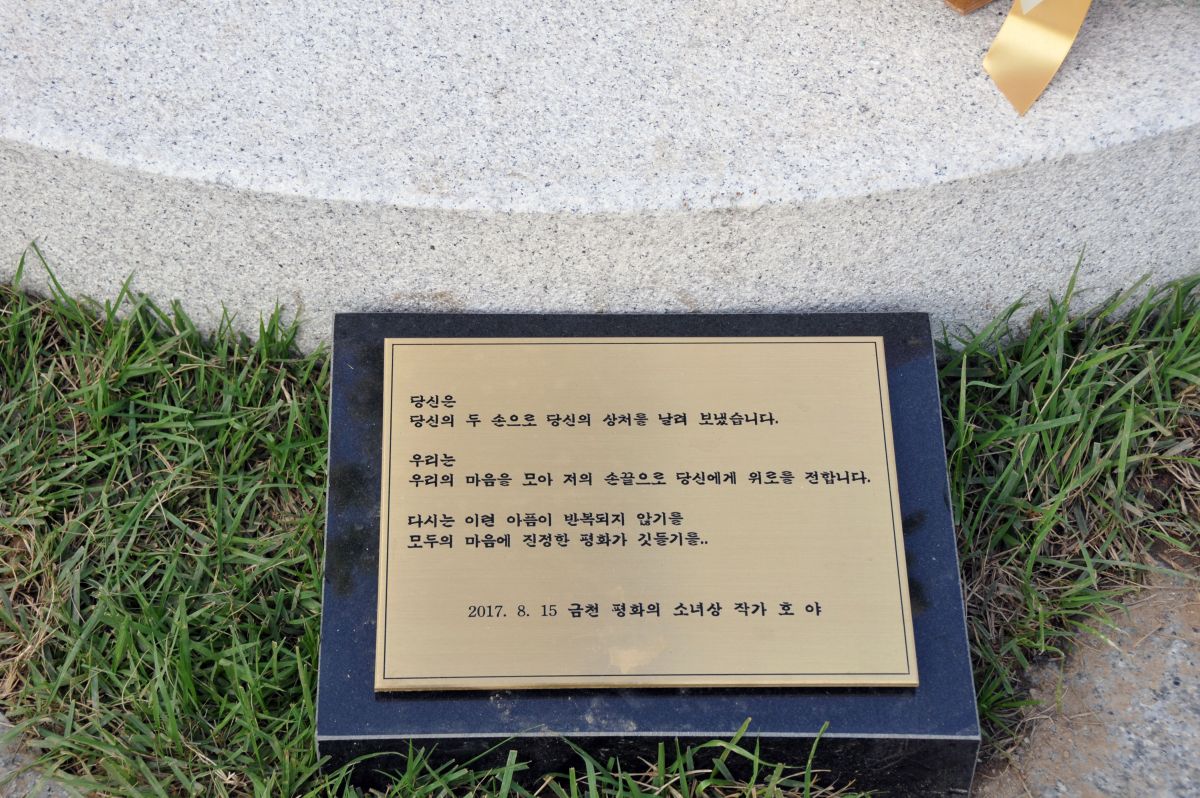 당신은
당신의 두 손으로 당신의 상처를 날려 보냈습니다.
우리는
우리의 마음을 모아 저의 손끝으로 당신에게 위로를 전합니다.
다시는 이런 아픔이 반복되지 않기를
모두의 마음에 진정한 평화가 깃들기를..
2017. 8. 15 금천 평화의 소녀상 작가 호 야